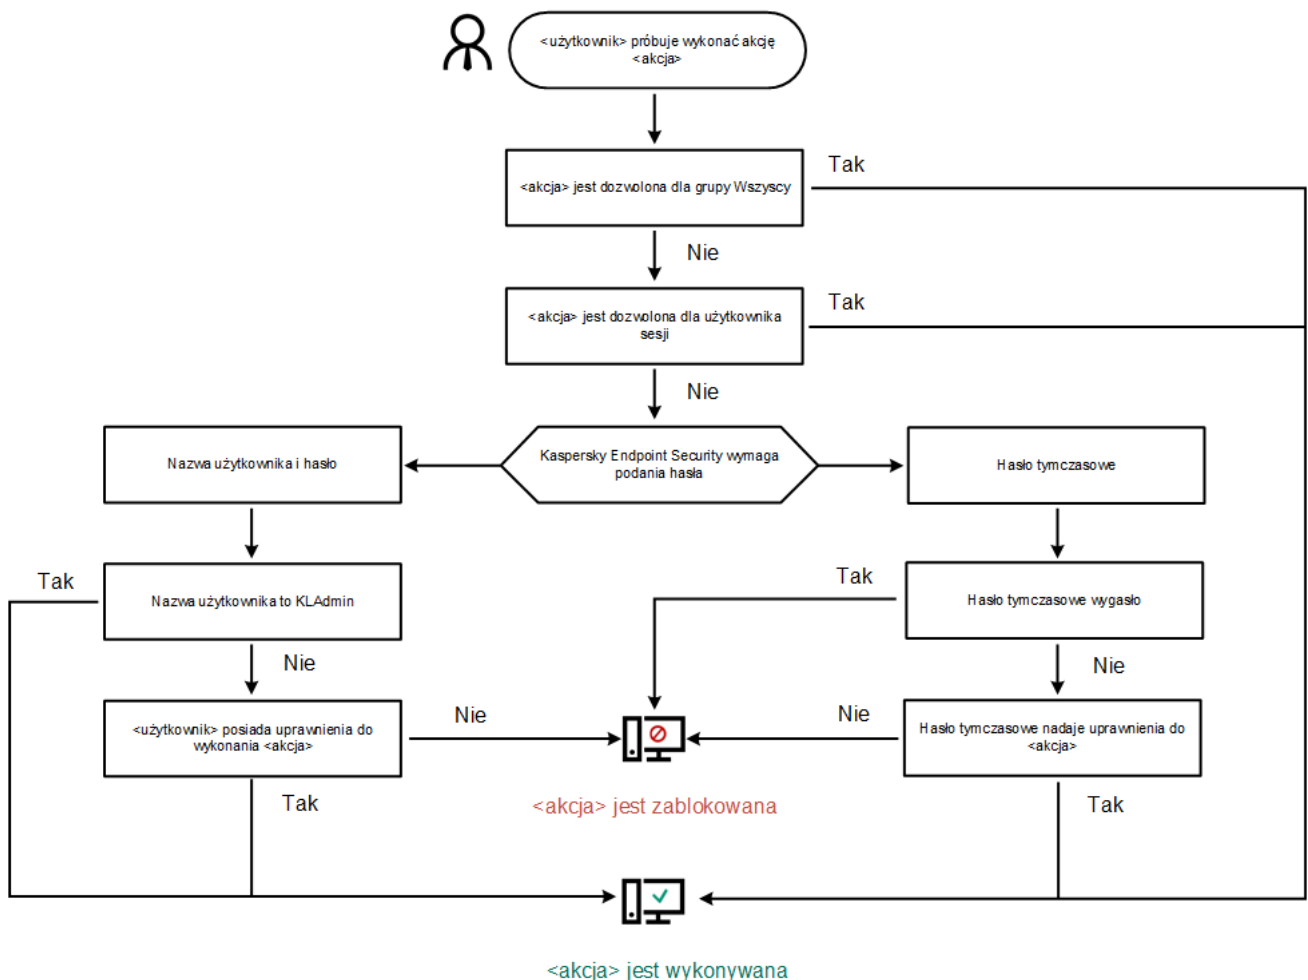 <użytkownik> próbuje wykonać akcję
<akcja>
Tak
<akcja> jest dozwolona dla grupy Wszyscy
Nie
Tak
<akcja> jest dozwolona dla użytkownika
sesji
Nie
Nazwa użytkownika i hasło
Kaspersky Endpoint Security wymaga
podania hasła
Hasło tymczasowe
Tak
Nazwa użytkownika to KLAdmin
Tak
Hasło tymczasowe wygasło
Nie
Nie
<użytkownik> posiada uprawnienia do
wykonania <akcja>
Nie
Nie
Hasło tymczasowe nadaje uprawnienia do
<akcja>
Tak
<akcja> jest zablokowana
Tak
<akcja> jest wykonywana